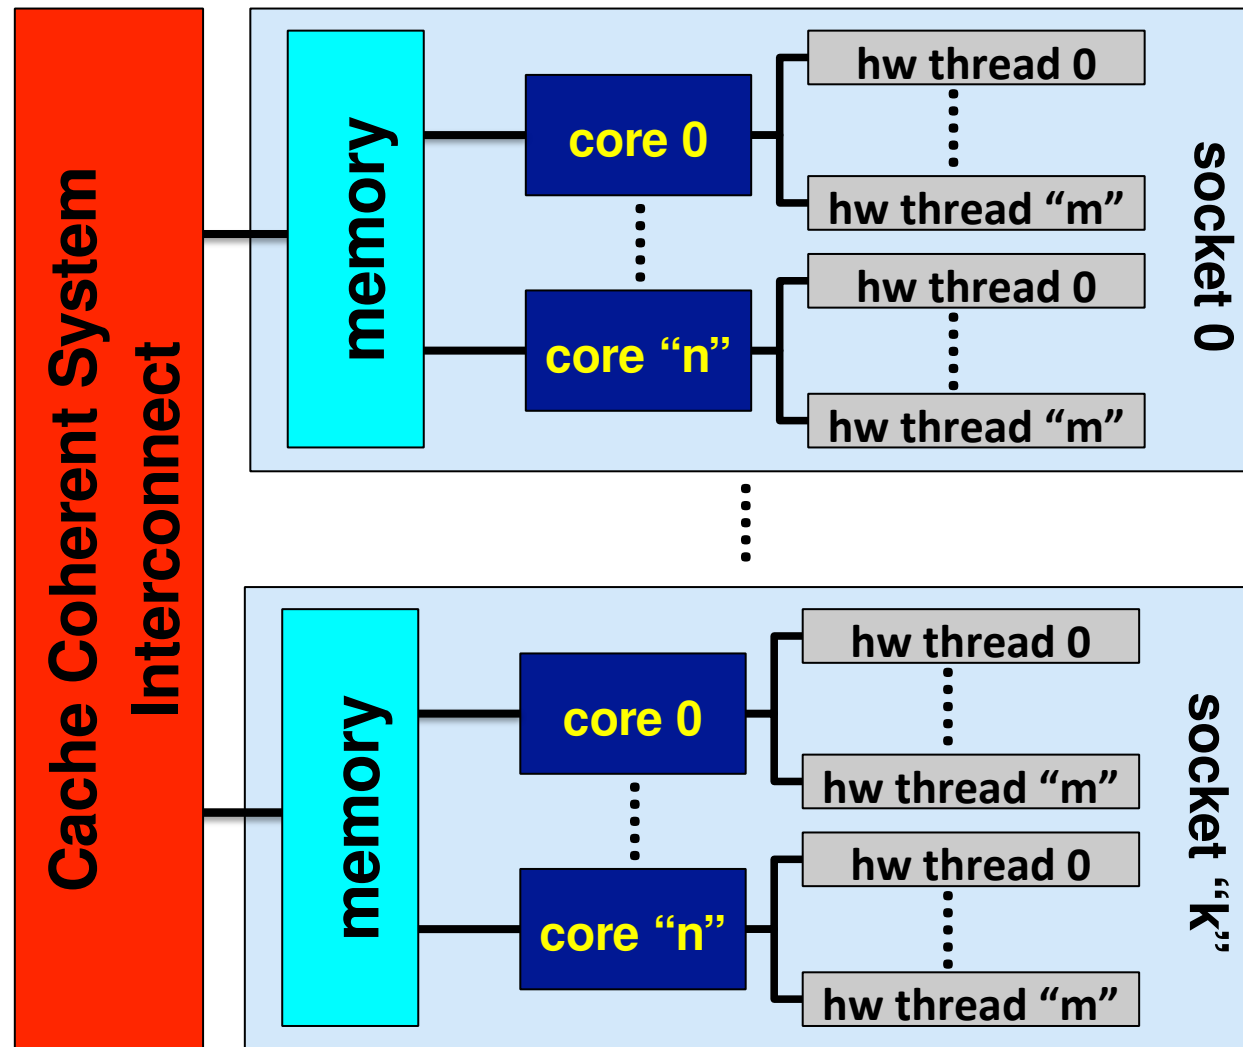 Cache Coherent System
Interconnect
memory
core 0
hw thread 0
hw thread “m”
core “n”
hw thread 0
hw thread “m”
socket 0
memory
core 0
hw thread 0
hw thread “m”
core “n”
hw thread 0
hw thread “m”
socket “k”